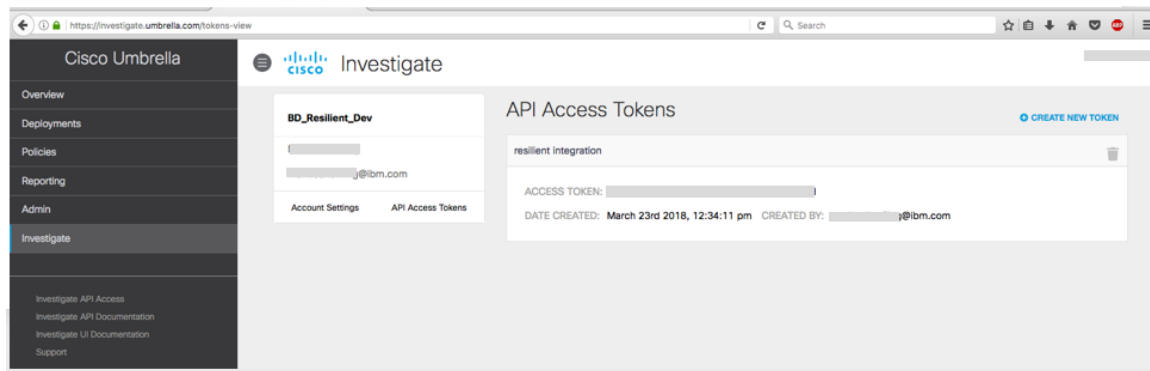 https://investigate.umbrella.com/tokens-view
Search
ABP
Cisco Umbrella
Overview
Deployments
Policies
Reporting
Admin
Investigate
Investigate API Access
Investigate API Documentation
Investigate UI Documentation
Support
CISCO Investigate
BD_Resilient_Dev
@ibm.com
Account Settings API Access Tokens
API Access Tokens
CREATE NEW TOKEN
resilient integration
ACCESS TOKEN:
DATE CREATED: March 23rd 2018, 12:34:11 pm CREATED BY: @ibm.com